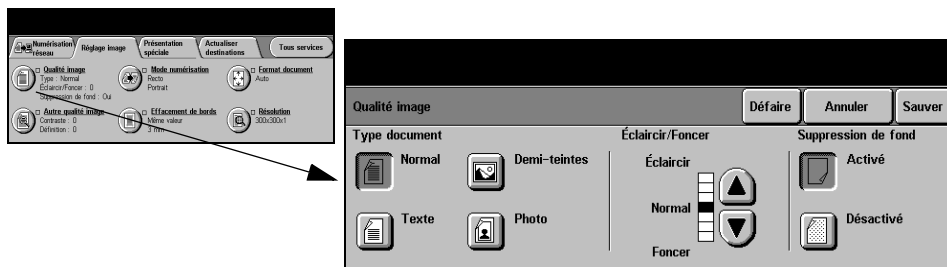 Numérisation réseau
Réglage image
Présentation spéciale
Actualiser destinations
Tous services
Qualité image
Type : Normal
Éclaircir/Foncer : 0
Suppression de fond : Oui
Mode numérisation
Recto
Portrait
Format document
Auto
Autre qualité image
Contraste : 0
Définition : 0
Effacement de bords
Même valeur
3 mm
Résolution
300x300x1
Qualité image
Défaire
Annuler
Sauver
Type document
Éclaircir/Foncer
Suppression de fond
Normal
Demi-teintes
Éclaircir
Activé
Texte
Photo
Normal
Désactivé
Foncer